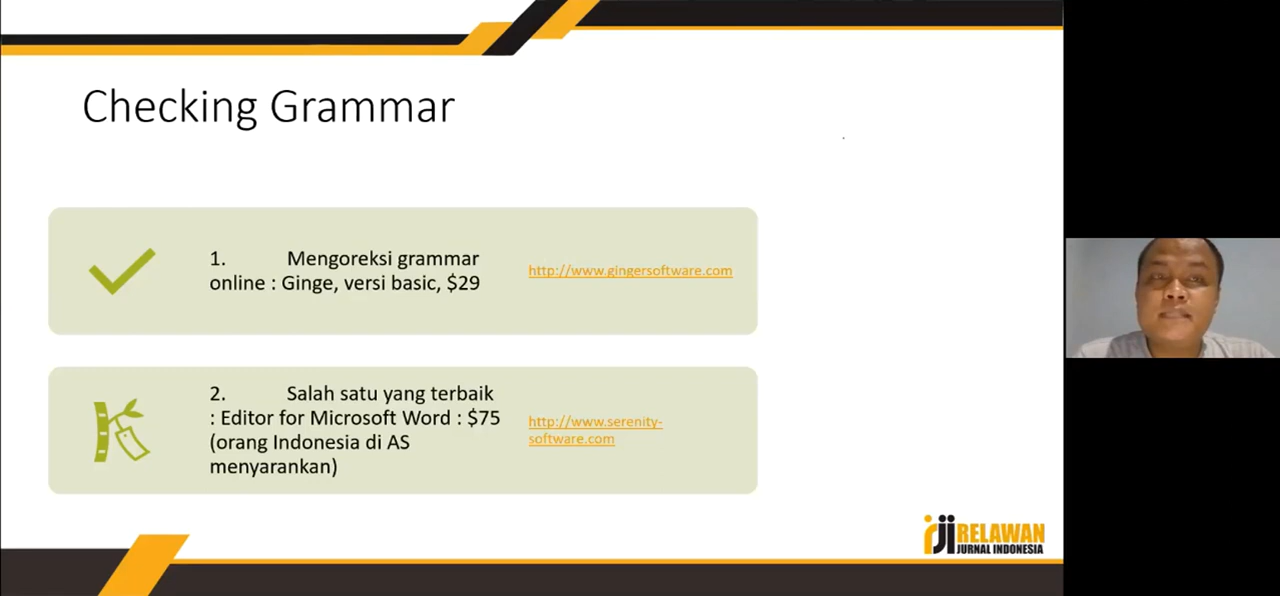 Checking Grammar
1. Mengoreksi grammar
online : Ginge, versi basic, $29
http://www.gingersoftware.com
2. Salah satu yang terbaik
: Editor for Microsoft Word : $75
(orang Indonesia di AS
menyarankan)
http://www.serenity-
software.com
rji RELAWAN
JURNAL INDONESIA